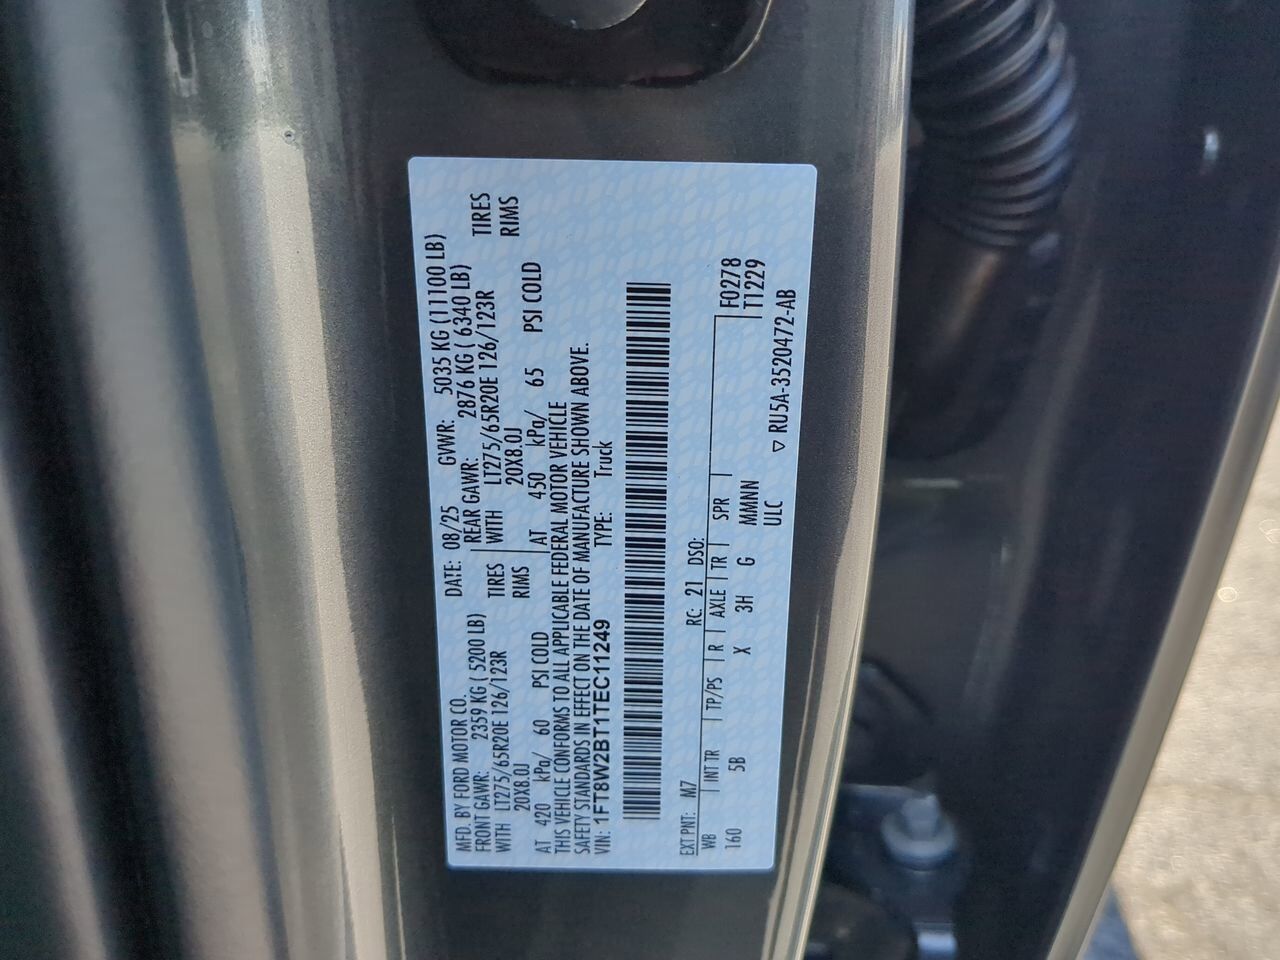 MFD. BY FORD MOTOR CO. DATE: 08/25 GVWR: 5035 KG (11100 LB)
FRONT GAWR: 2359 KG ( 5200 LB) REAR GAWR: 2876 KG ( 6340 LB)
WITH LT275/65R20E 126/123R TIRES WITH LT275/65R20E 126/123R TIRES
20X8.0J RIMS 20X8.0J RIMS
AT 420 kPa/ 60 PSI COLD AT 450 kPa/ 65 PSI COLD
THIS VEHICLE CONFORMS TO ALL APPLICABLE FEDERAL MOTOR VEHICLE
SAFETY STANDARDS IN EFFECT ON THE DATE OF MANUFACTURE SHOWN ABOVE.
VIN: 1FT8W2BT1TEC11249 TYPE: Truck
EXT PNT: M7 RC: 21 DSO:
WB INT TR TP/PS R AXLE TR SPR F0278
160 5B X 3H G MMNN T1229
ULC
▽ RU5A-3520472-AB